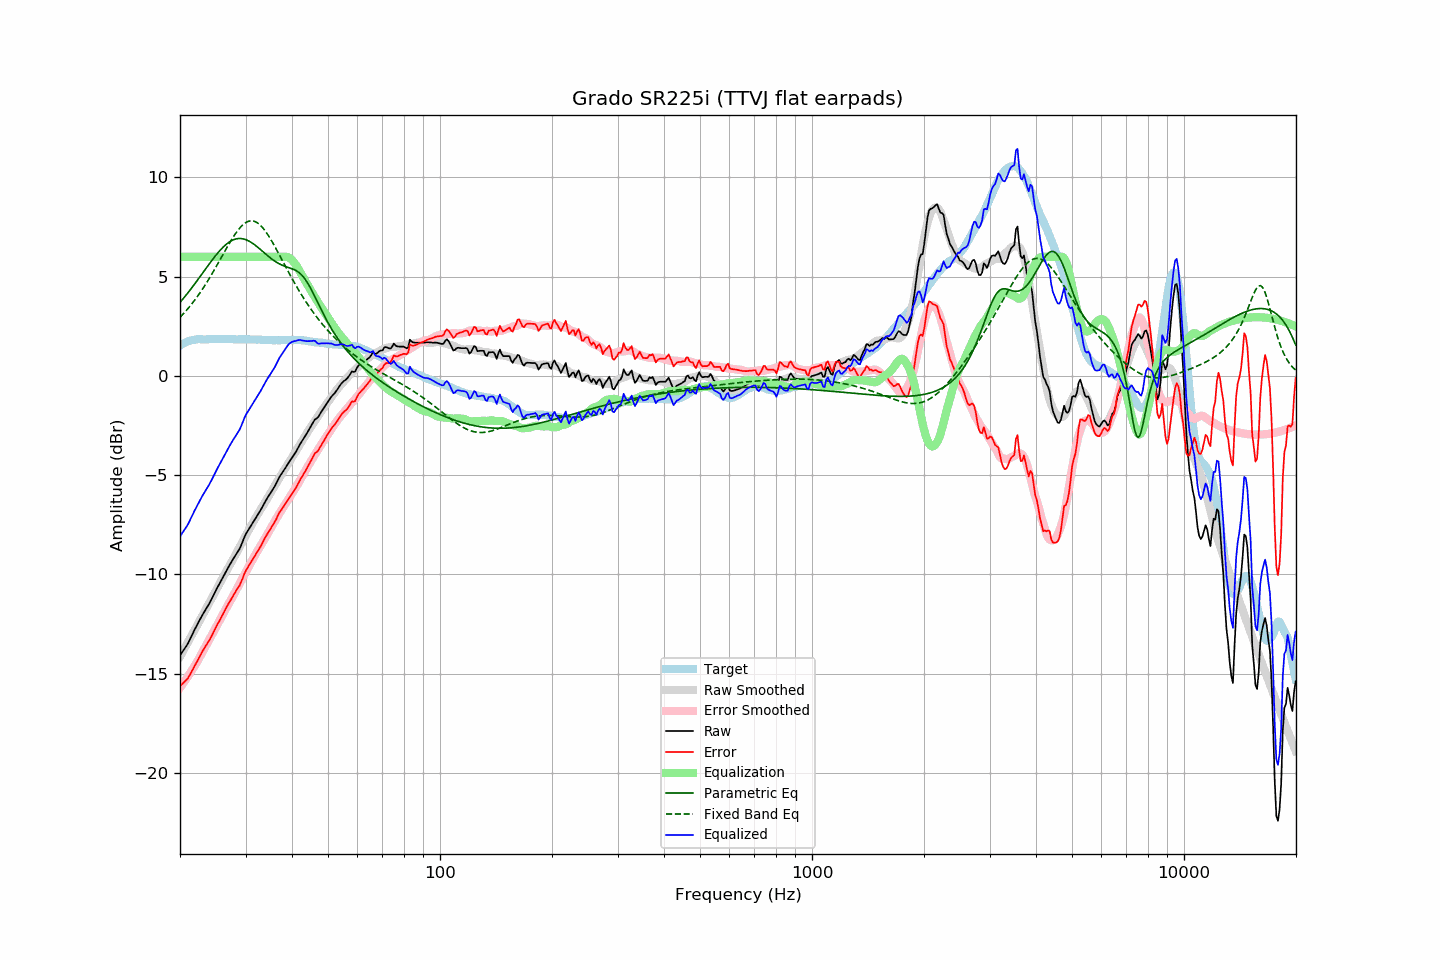 Grado SR225i (TTVJ flat earpads)
10
5
0
−5
−10
−15
−20
Amplitude (dBr)
Target
Raw Smoothed
Error Smoothed
Raw
Error
Equalization
Parametric Eq
Fixed Band Eq
Equalized
100
1000
10000
Frequency (Hz)